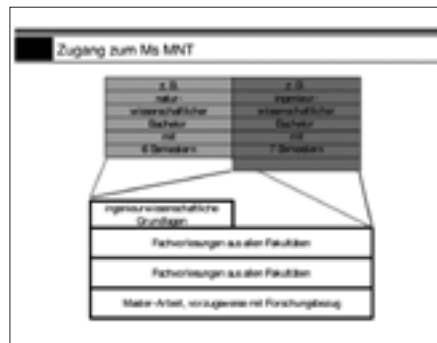 Zugang zum Ms MNT
z. B.
natur-
wissenschaftlicher
Bachelor
mit
6 Semestern
z. B.
ingenieur-
wissenschaftlicher
Bachelor
mit
7 Semestern
ingenieurwissenschaftliche
Grundlagen
Fachvorlesungen aus allen Fakultäten
Fachvorlesungen aus allen Fakultäten
Master-Arbeit, vorzugsweise mit Forschungsbezug